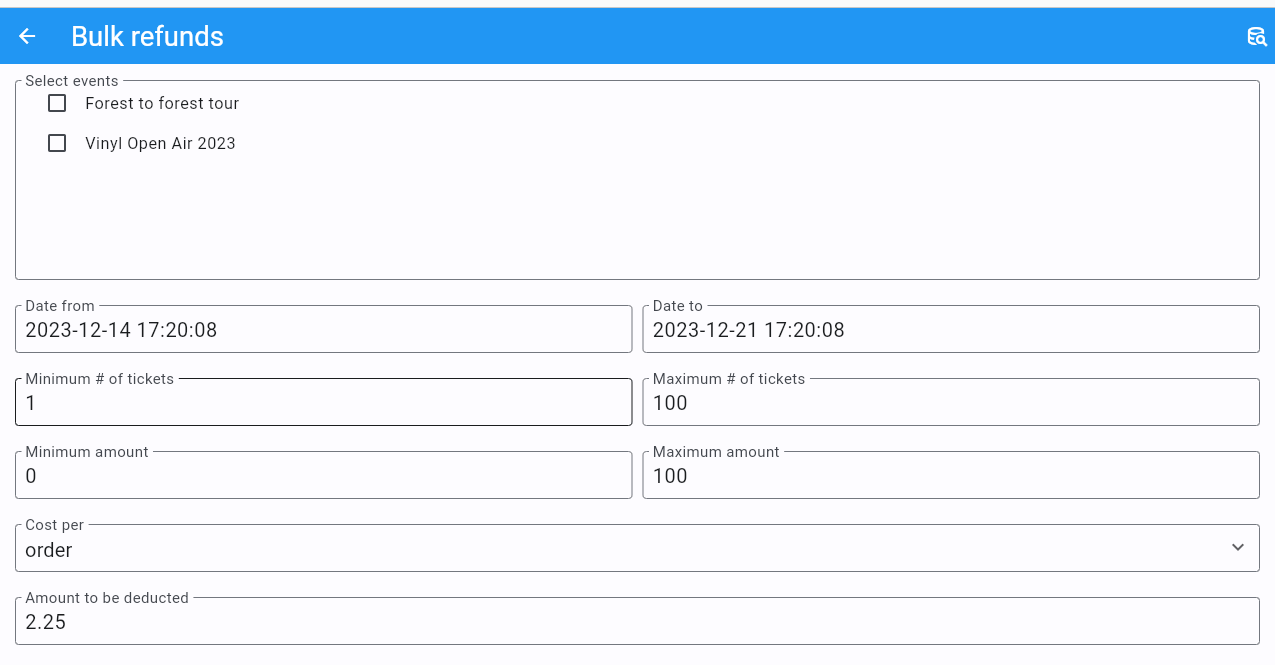 Bulk refunds
Select events
Forest to forest tour
Vinyl Open Air 2023
Date from
2023-12-14 17:20:08
Date to
2023-12-21 17:20:08
Minimum # of tickets
1
Maximum # of tickets
100
Minimum amount
0
Maximum amount
100
Cost per
order
Amount to be deducted
2.25